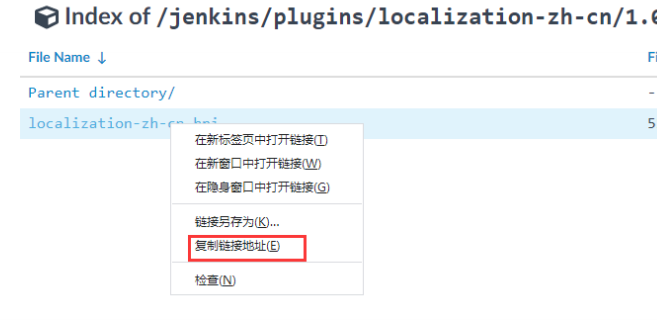 Index of /jenkins/plugins/localization-zh-cn/1.0
File Name ↓
Parent directory/ -
localization-zh-cn.hpi 5
在新标签页中打开链接(T)
在新窗口中打开链接(W)
在隐身窗口中打开链接(G)
链接另存为(K)...
复制链接地址(E)
检查(N)